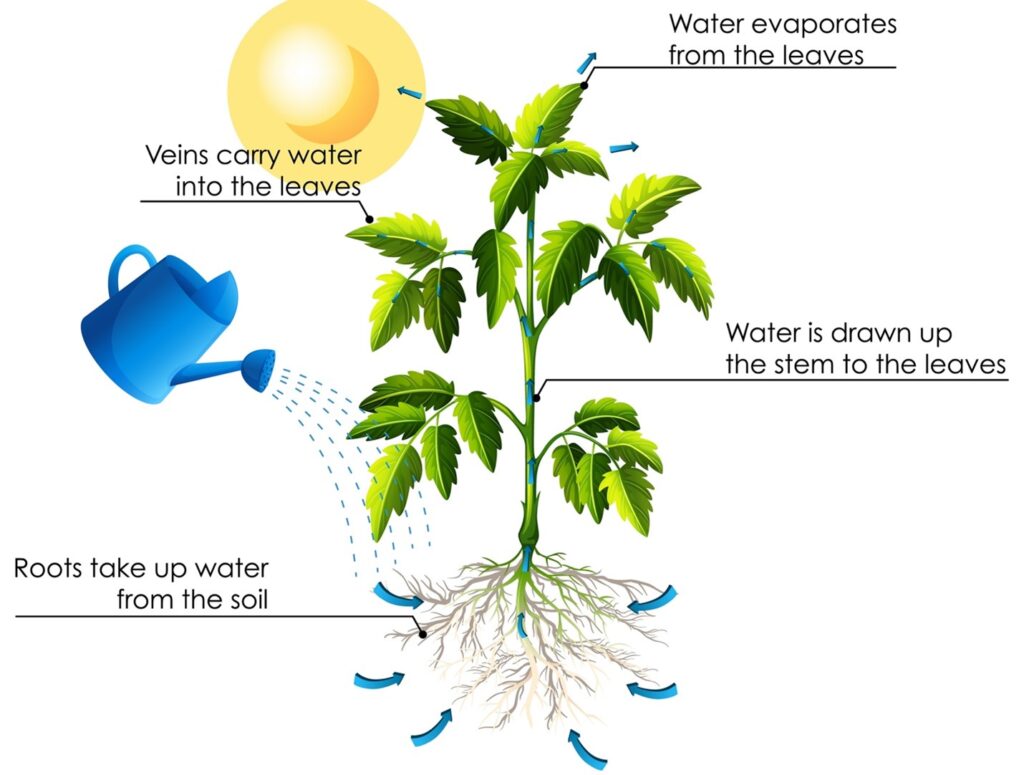 Water evaporates
from the leaves
Veins carry water
into the leaves
Water is drawn up
the stem to the leaves
Roots take up water
from the soil